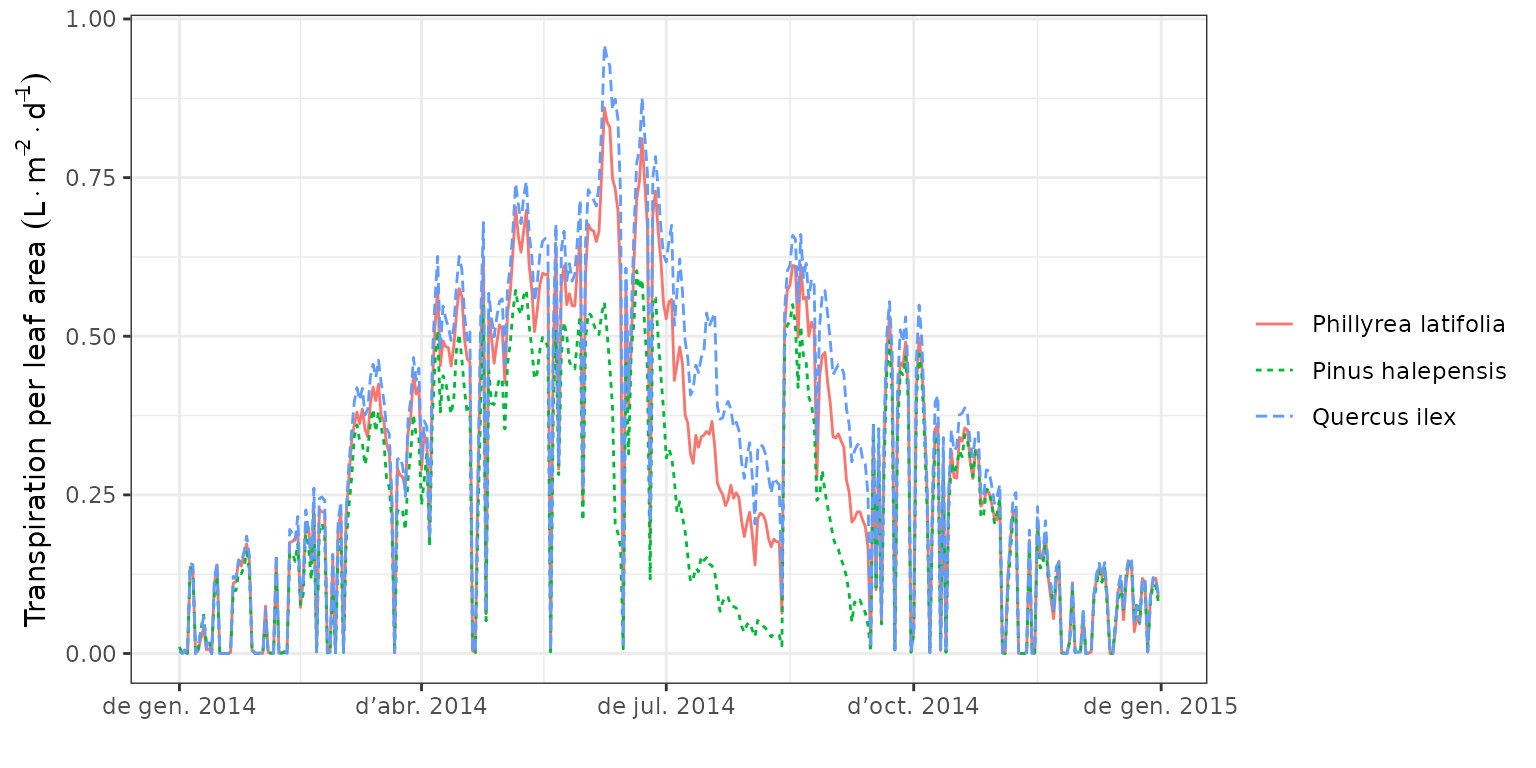 Transpiration per leaf area (L·m⁻²·d⁻¹)
1.00
0.75
0.50
0.25
0.00
de gen. 2014
d’abr. 2014
de jul. 2014
d’oct. 2014
de gen. 2015
Phillyrea latifolia
Pinus halepensis
Quercus ilex